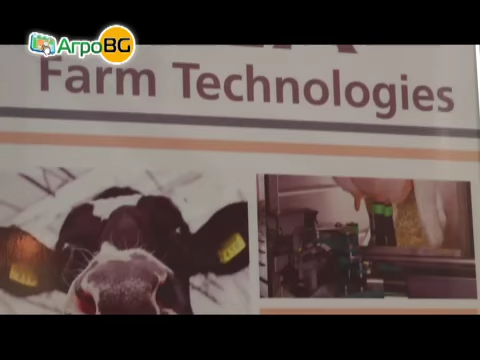 АгроBG
Farm Technologies